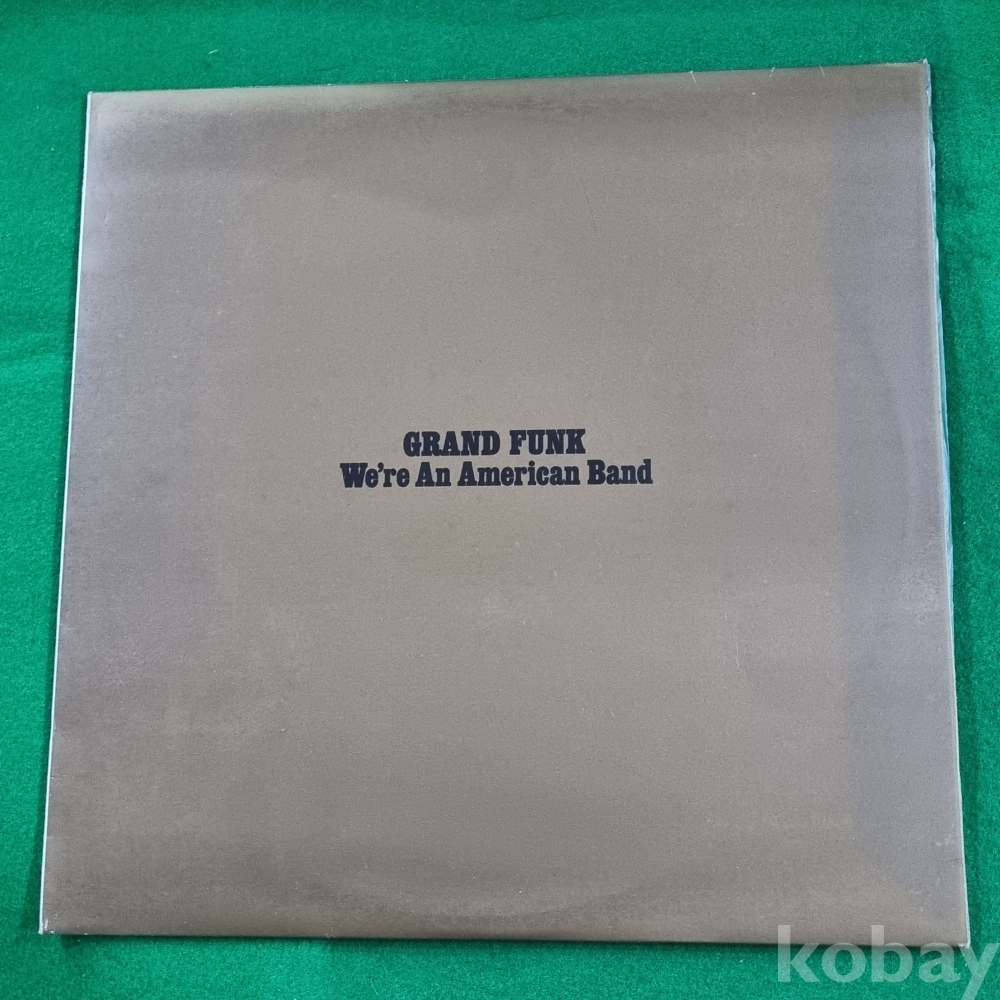 GRAND FUNK
We're An American Band
kobay